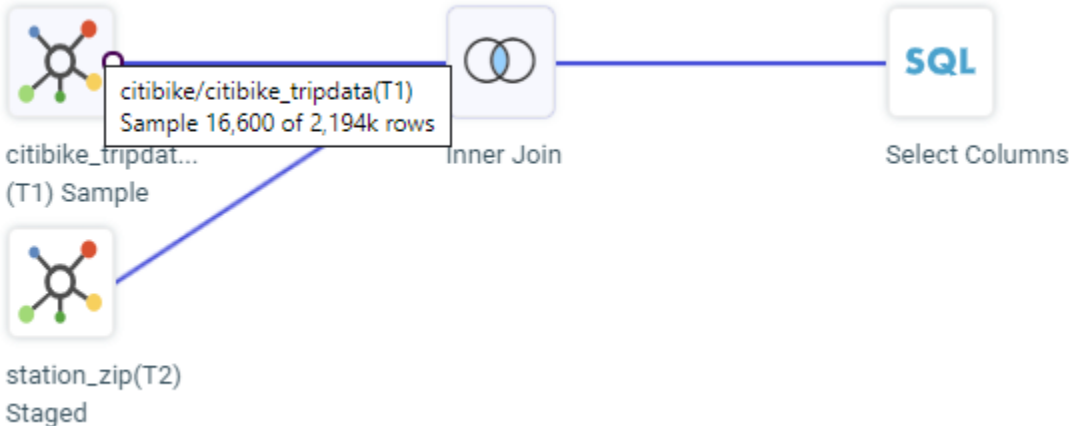 citibike/citibike_tripdata(T1)
Sample 16,600 of 2,194k rows
SQL
citibike_tripdat...
(T1) Sample
Inner Join
Select Columns
station_zip(T2)
Staged